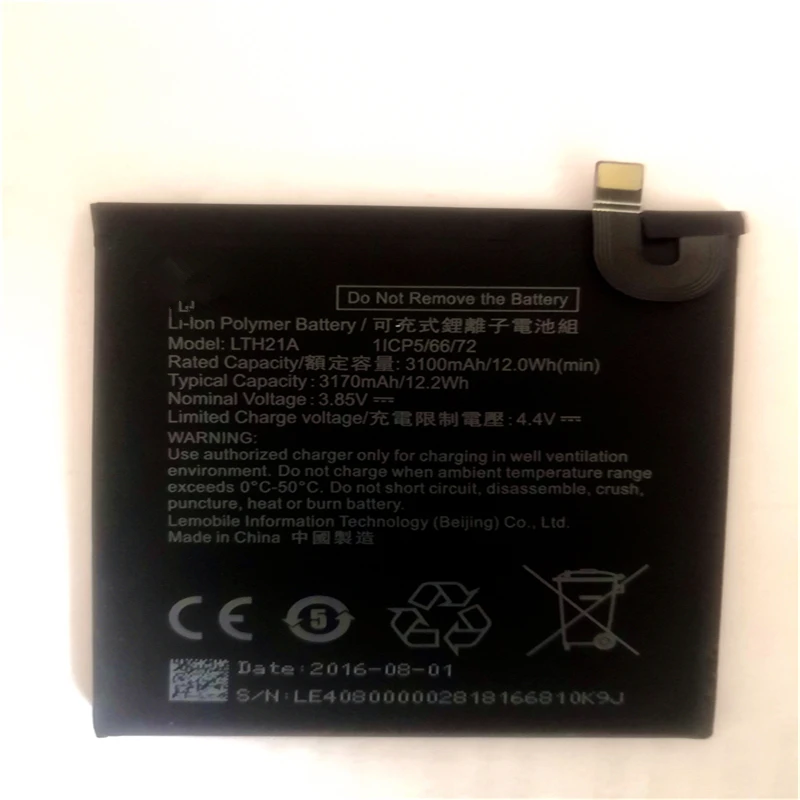 Do Not Remove the Battery
Li-Ion Polymer Battery / 可充式鋰離子電池組
Model: LTH21A 1ICP5/66/72
Rated Capacity/額定容量: 3100mAh/12.0Wh(min)
Typical Capacity: 3170mAh/12.2Wh
Nominal Voltage: 3.85V ⎓
Limited Charge voltage/充電限制電壓: 4.4V ⎓
WARNING:
Use authorized charger only for charging in well ventilation
environment. Do not charge when ambient temperature range
exceeds 0°C-50°C. Do not short circuit, disassemble, crush,
puncture, heat or burn battery.
Lemobile Information Technology (Beijing) Co., Ltd.
Made in China 中國製造
CE 5
Date: 2016-08-01
S/N: LE408000002818166810K9J